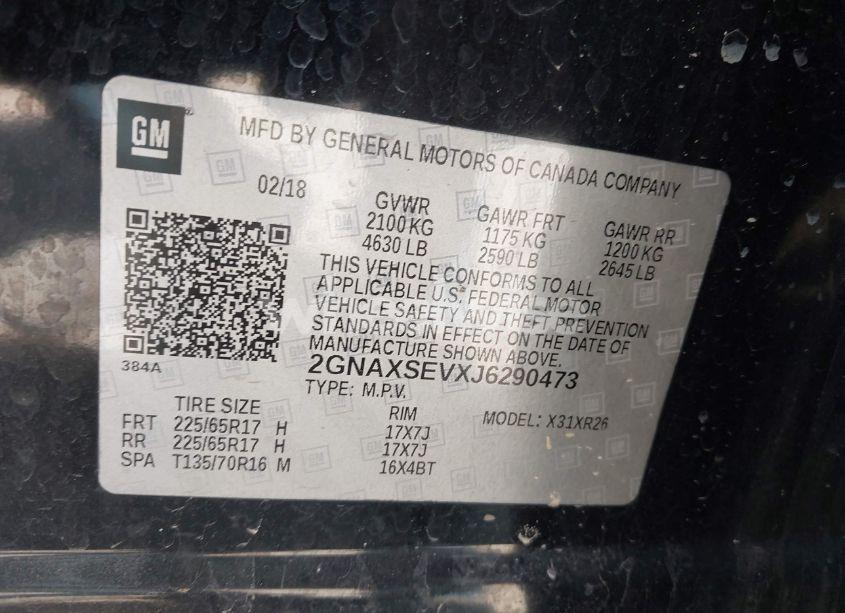 GM
MFD BY GENERAL MOTORS OF CANADA COMPANY
02/18
GVWR GAWR FRT GAWR RR
2100 KG 1175 KG 1200 KG
4630 LB 2590 LB 2645 LB
THIS VEHICLE CONFORMS TO ALL
APPLICABLE U.S. FEDERAL MOTOR
VEHICLE SAFETY AND THEFT PREVENTION
STANDARDS IN EFFECT ON THE DATE OF
MANUFACTURE SHOWN ABOVE.
384A
2GNAXSEVXJ6290473
TYPE: M.P.V.
MODEL: X31XR26
TIRE SIZE RIM
FRT 225/65R17 H 17X7J
RR 225/65R17 H 17X7J
SPA T135/70R16 M 16X4BT